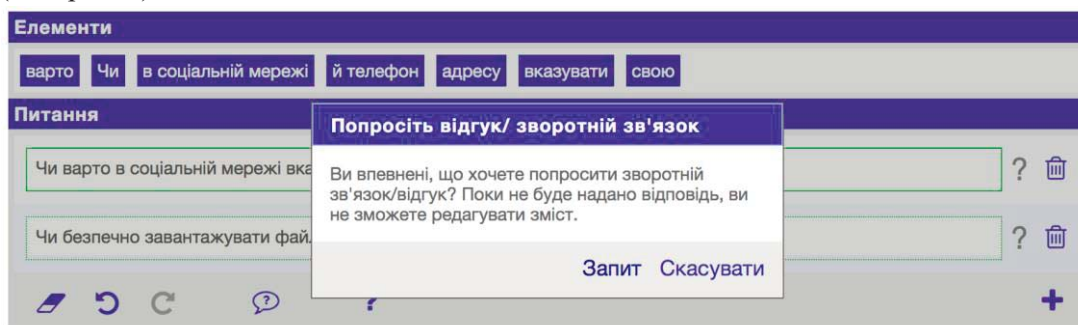 Елементи
варто Чи в соціальній мережі й телефон адресу вказувати свою
Питання
Попросіть відгук/ зворотній зв'язок
Чи варто в соціальній мережі вка
Ви впевнені, що хочете попросити зворотній
зв'язок/відгук? Поки не буде надано відповідь, ви
не зможете редагувати зміст.
?
Чи безпечно завантажувати фай
?
Запит Скасувати
?
?
+